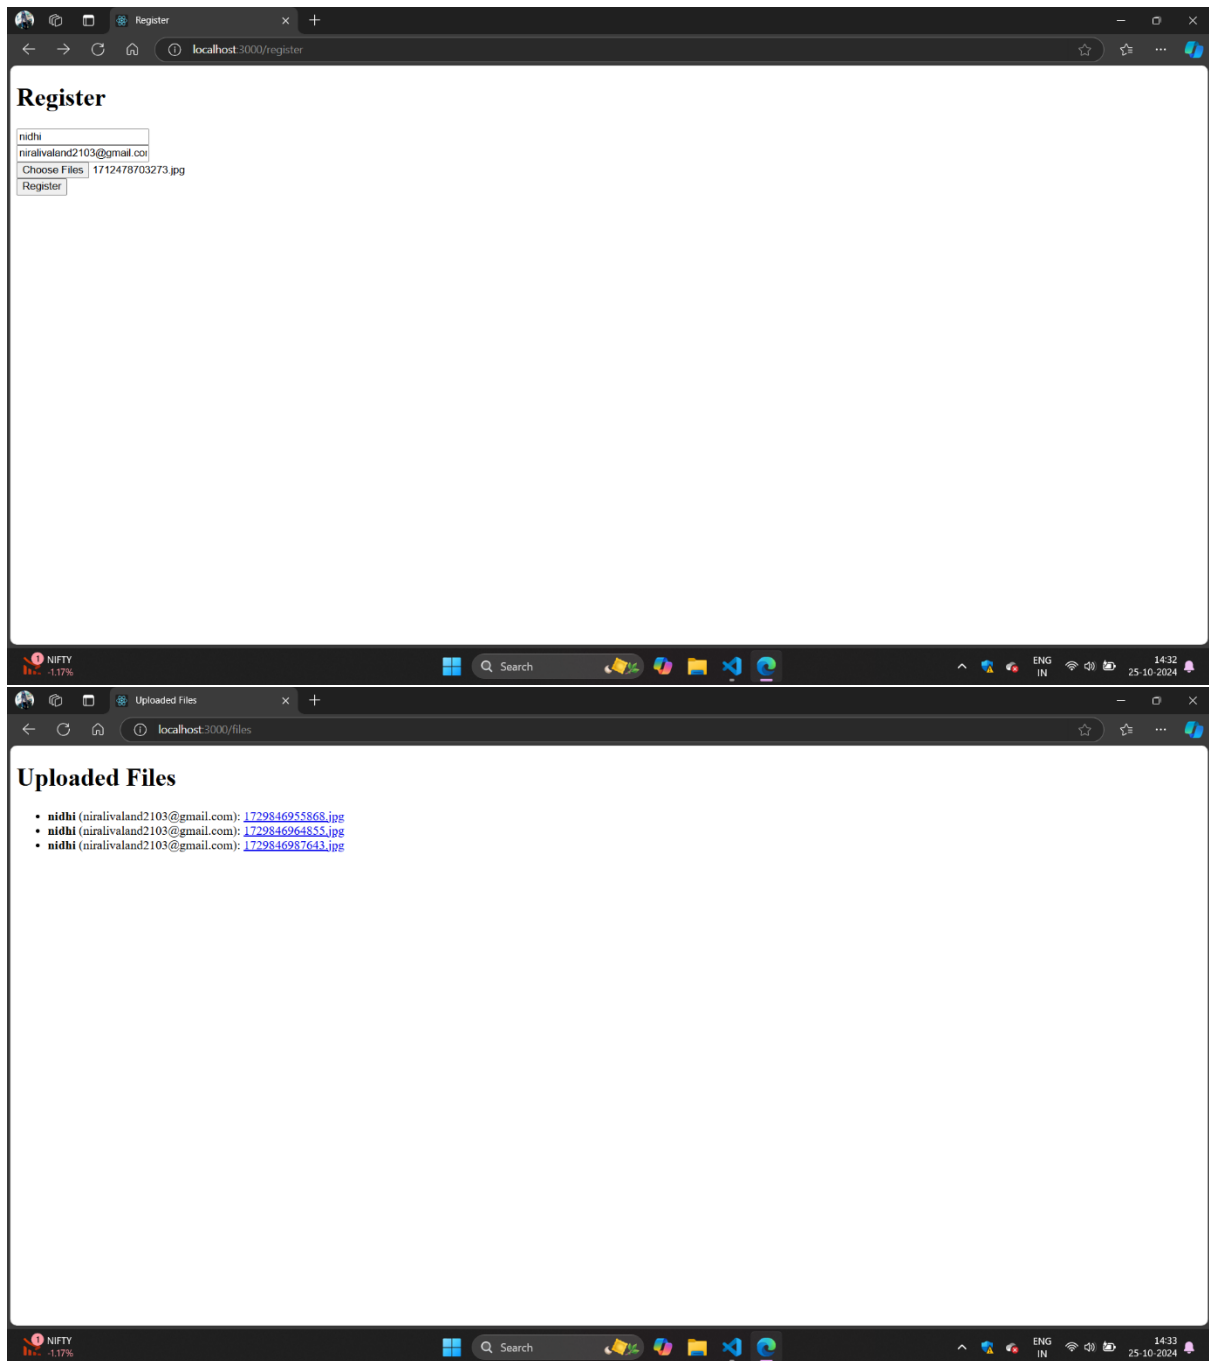 Register
localhost:3000/register
Register
nidhi
niralivaland2103@gmail.co
Choose Files 1712478703273.jpg
Register
1 NIFTY
-1.17%
Search
ENG
IN
14:32
25-10-2024
Uploaded Files
localhost:3000/files
Uploaded Files
• nidhi (niralivaland2103@gmail.com): 1729846955868.jpg
• nidhi (niralivaland2103@gmail.com): 1729846964855.jpg
• nidhi (niralivaland2103@gmail.com): 1729846987643.jpg
1 NIFTY
-1.17%
Search
ENG
IN
14:33
25-10-2024